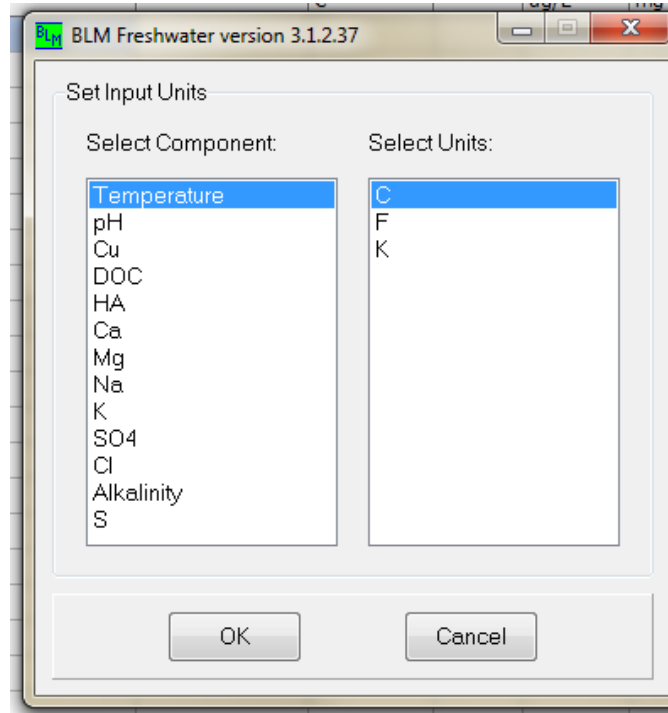 BLM BLM Freshwater version 3.1.2.37
Set Input Units
Select Component:
Temperature
pH
Cu
DOC
HA
Ca
Mg
Na
K
SO4
Cl
Alkalinity
S
Select Units:
C
F
K
OK
Cancel